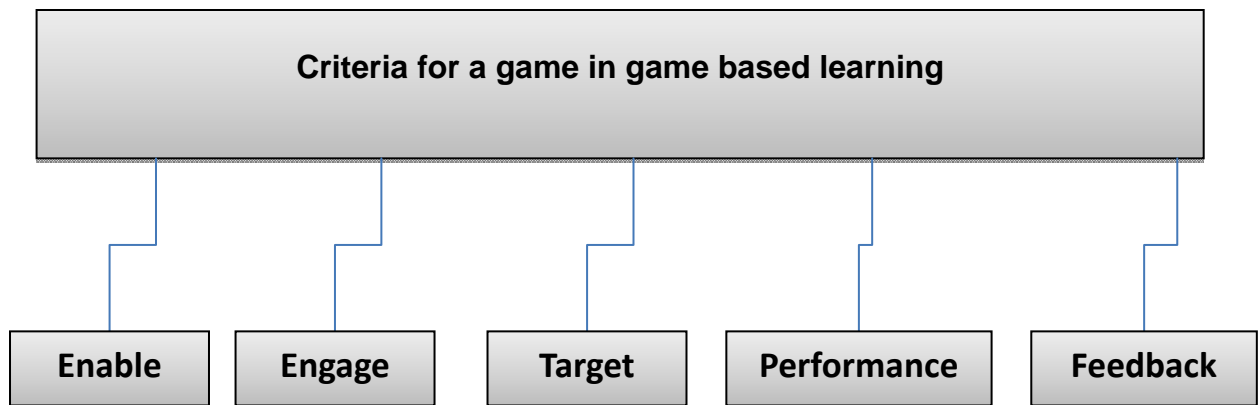 Criteria for a game in game based learning
Enable
Engage
Target
Performance
Feedback